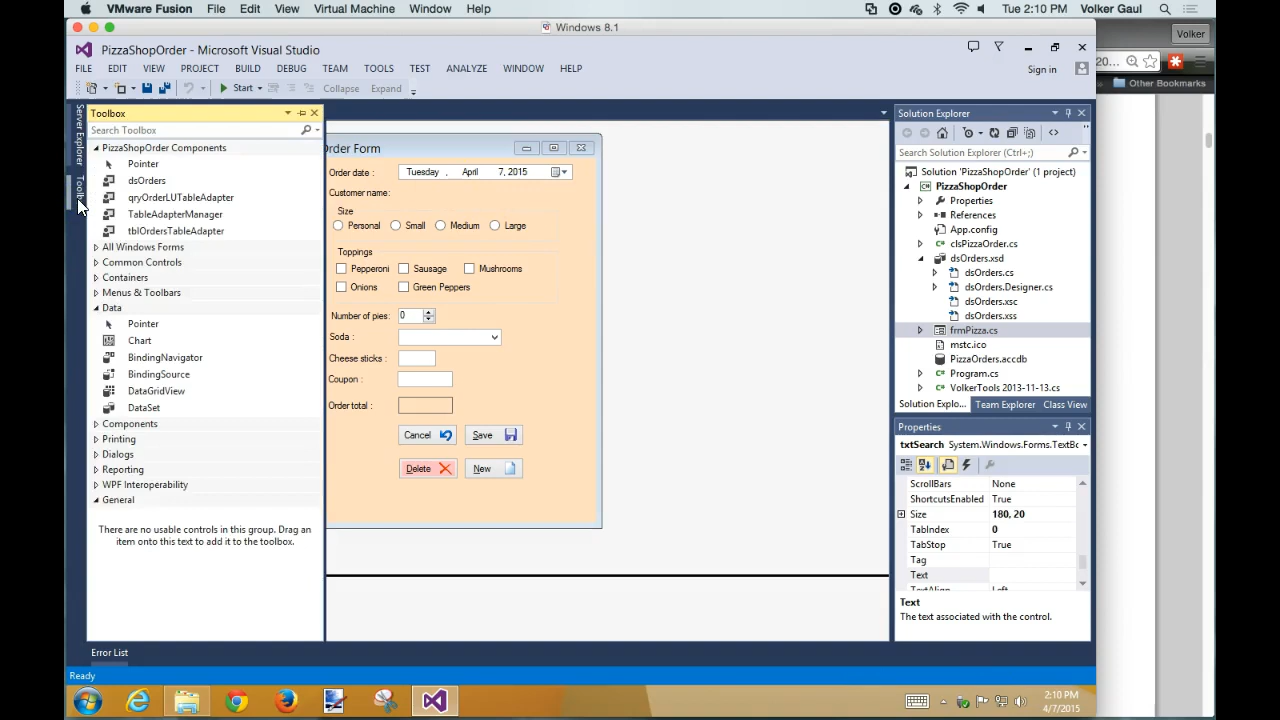 VMware Fusion File Edit View Virtual Machine Window Help Tue 2:10 PM Volker Gaul
Windows 8.1
Volker
PizzaShopOrder - Microsoft Visual Studio
20...
FILE EDIT VIEW PROJECT BUILD DEBUG TEAM TOOLS ANALYZE WINDOW HELP
Sign in
Other Bookmarks
Start Collapse Expand
Server Explorer
Toolbox
Search Toolbox
PizzaShopOrder Components
Pointer
dsOrders
qryOrderLUTableAdapter
TableAdapterManager
tblOrdersTableAdapter
All Windows Forms
Common Controls
Containers
Menus & Toolbars
Data
Pointer
Chart
BindingNavigator
BindingSource
DataGridView
DataSet
Components
Printing
Dialogs
Reporting
WPF Interoperability
General
There are no usable controls in this group. Drag an
item onto this text to add it to the toolbox.
Order Form
Order date : Tuesday , April 7, 2015
Customer name:
Size
Personal Small Medium Large
Toppings
Pepperoni Sausage Mushrooms
Onions Green Peppers
Number of pies: 0
Soda :
Cheese sticks :
Coupon :
Order total :
Cancel Save
Delete New
Solution Explorer
Search Solution Explorer (Ctrl+;)
Solution 'PizzaShopOrder' (1 project)
PizzaShopOrder
Properties
References
App.config
clsPizzaOrder.cs
dsOrders.xsd
dsOrders.cs
dsOrders.Designer.cs
dsOrders.xsc
dsOrders.xss
frmPizza.cs
mstc.ico
PizzaOrders.accdb
Program.cs
VolkerTools 2013-11-13.cs
Solution Explo... Team Explorer Class View
Properties
txtSearch System.Windows.Forms.TextBo
ScrollBars None
ShortcutsEnabled True
Size 180, 20
TabIndex 0
TabStop True
Tag
Text
TextAlign Left
Text
The text associated with the control.
Error List
Ready
2:10 PM
4/7/2015